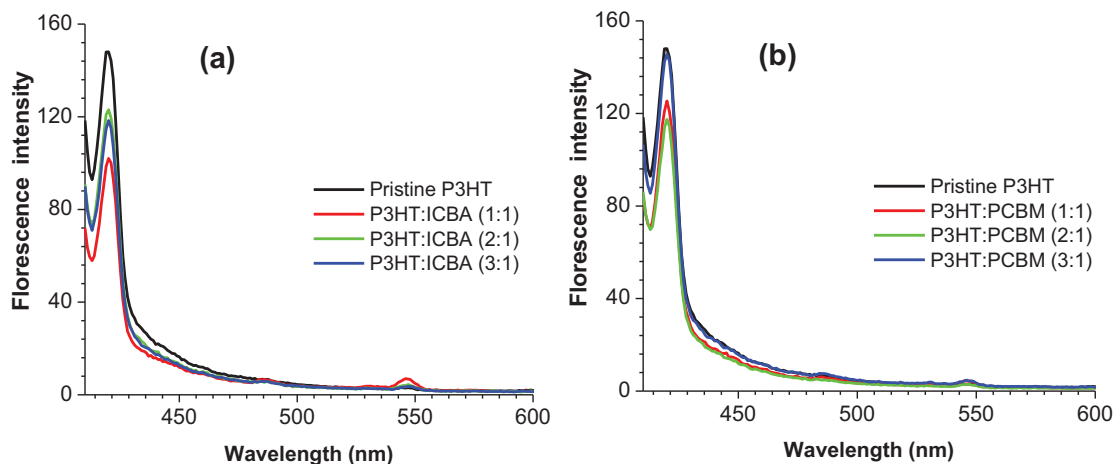 (a)
Florescence intensity
160
120
80
40
0
Pristine P3HT
P3HT:ICBA (1:1)
P3HT:ICBA (2:1)
P3HT:ICBA (3:1)
450 500 550 600
Wavelength (nm)
(b)
Florescence intensity
160
120
80
40
0
Pristine P3HT
P3HT:PCBM (1:1)
P3HT:PCBM (2:1)
P3HT:PCBM (3:1)
450 500 550 600
Wavelength (nm)